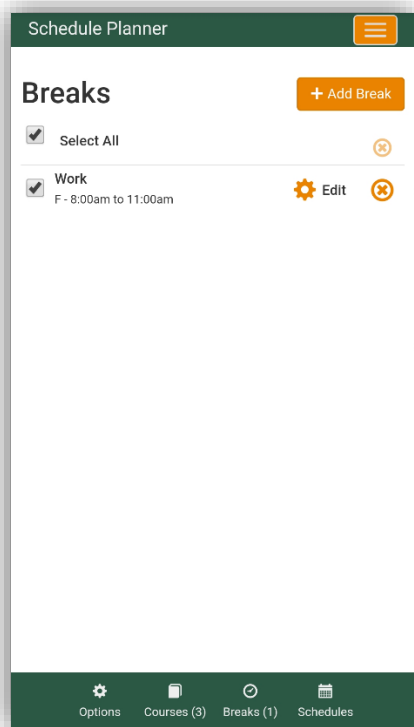 Schedule Planner
Breaks
+ Add Break
Select All
Work
F - 8:00am to 11:00am
Edit
Options
Courses (3)
Breaks (1)
Schedules